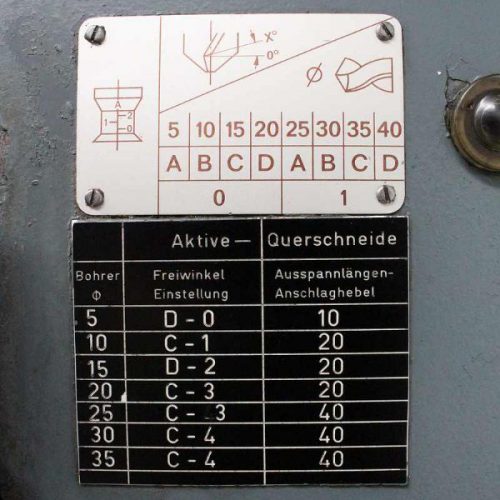 X°
0°
A
1 2
0
5 10 15 20 25 30 35 40
A B C D A B C D
0 1
Aktive — Querschneide
Bohrer Freiwinkel Ausspannlängen-
Φ Einstellung Anschlaghebel
5 D - 0 10
10 C - 1 20
15 D - 2 20
20 C - 3 20
25 C - 3 40
30 C - 4 40
35 C - 4 40